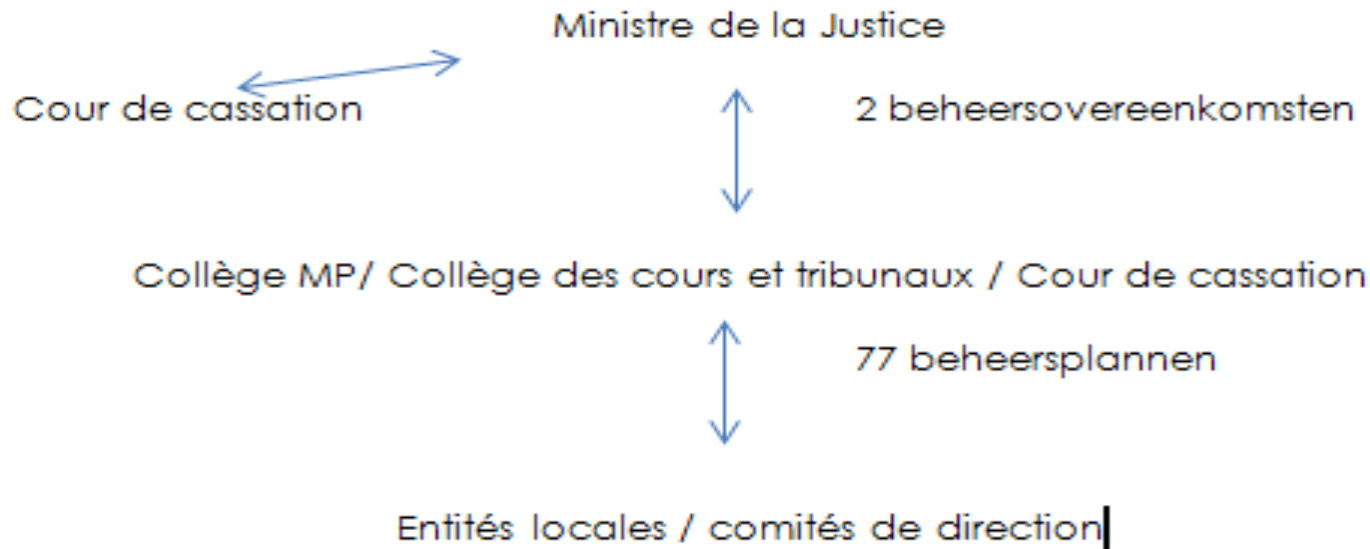 Ministre de la Justice
Cour de cassation
2 beheersovereenkomsten
Collège MP/ Collège des cours et tribunaux / Cour de cassation
77 beheersplannen
Entités locales / comités de direction